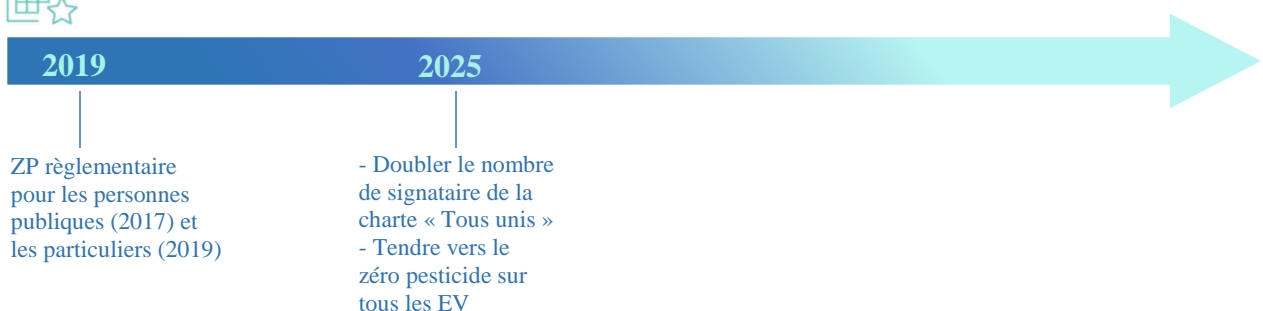 2019
2025
ZP règlementaire
pour les personnes
publiques (2017) et
les particuliers (2019)
- Doubler le nombre
de signataire de la
charte « Tous unis »
- Tendre vers le
zéro pesticide sur
tous les EV